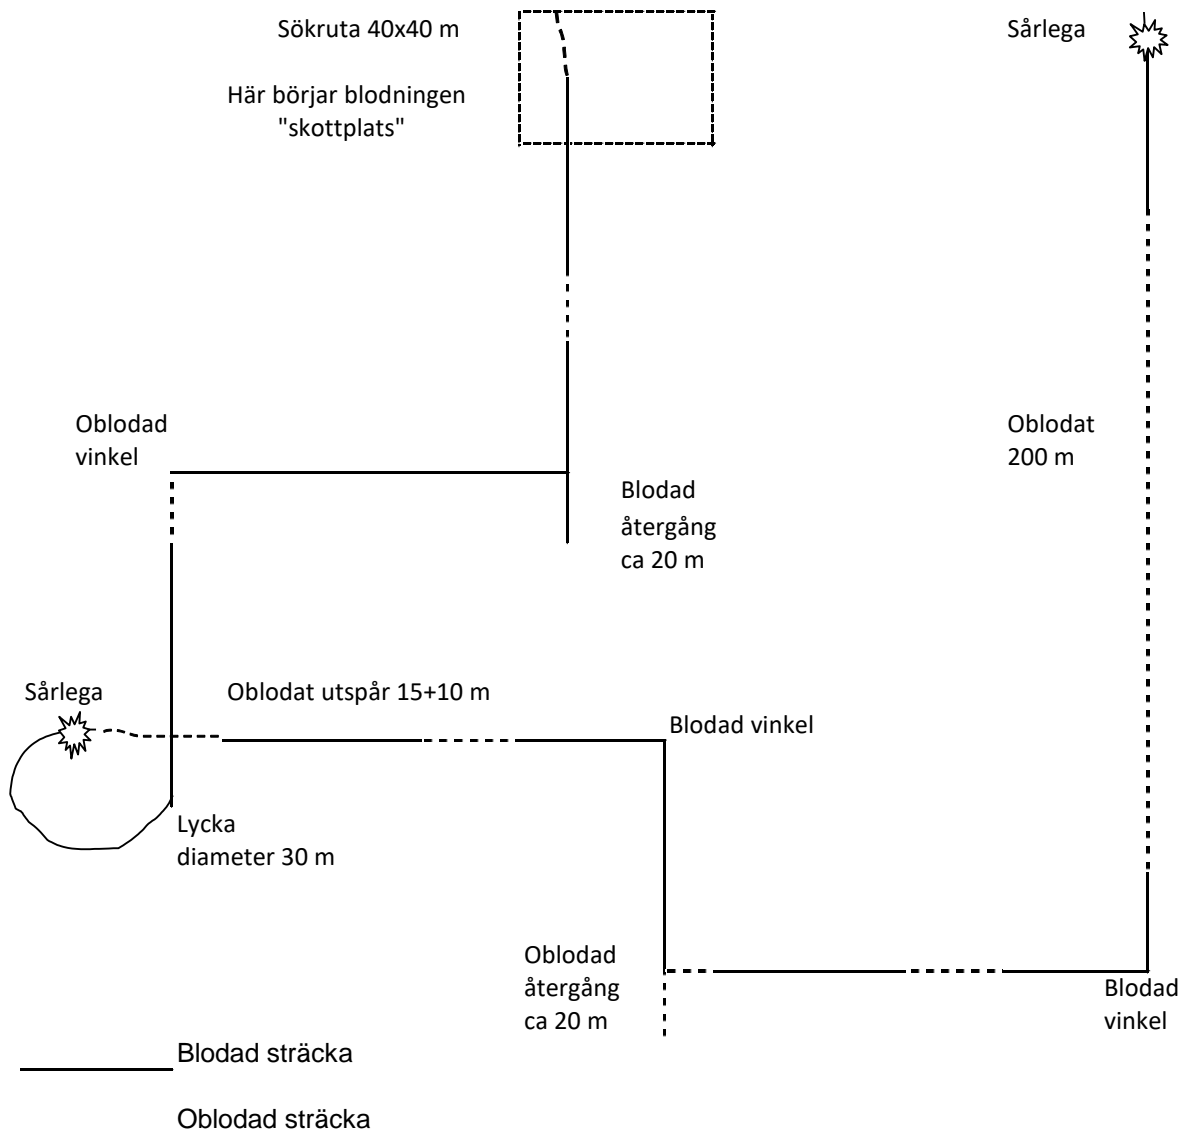 Sökruta 40x40 m
Sårlega
Här börjar blodningen
"skottplats"
Oblodad
vinkel
Oblodat
200 m
Blodad
återgång
ca 20 m
Sårlega
Oblodat utspår 15+10 m
Blodad vinkel
Lycka
diameter 30 m
Oblodad
återgång
ca 20 m
Blodad
vinkel
Blodad sträcka
Oblodad sträcka